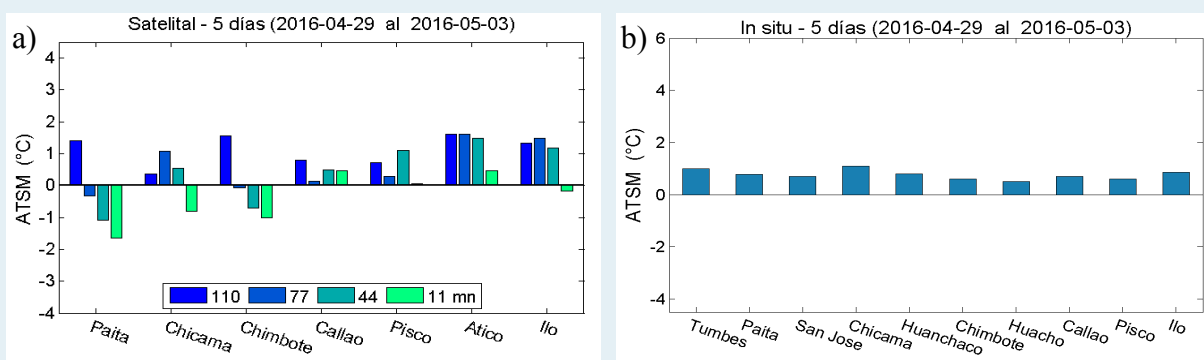 a)
Satelital - 5 días (2016-04-29 al 2016-05-03)
ATSM (°C)
4
3
2
1
0
-1
-2
-3
-4
110
77
44
11 mn
Paita
Chicama
Chimbote
Callao
Pisco
Atico
Ilo
b)
In situ - 5 días (2016-04-29 al 2016-05-03)
ATSM (°C)
6
4
2
0
-2
-4
Tumbes
Paita
San Jose
Chicama
Huanchaco
Chimbote
Huacho
Callao
Pisco
Ilo